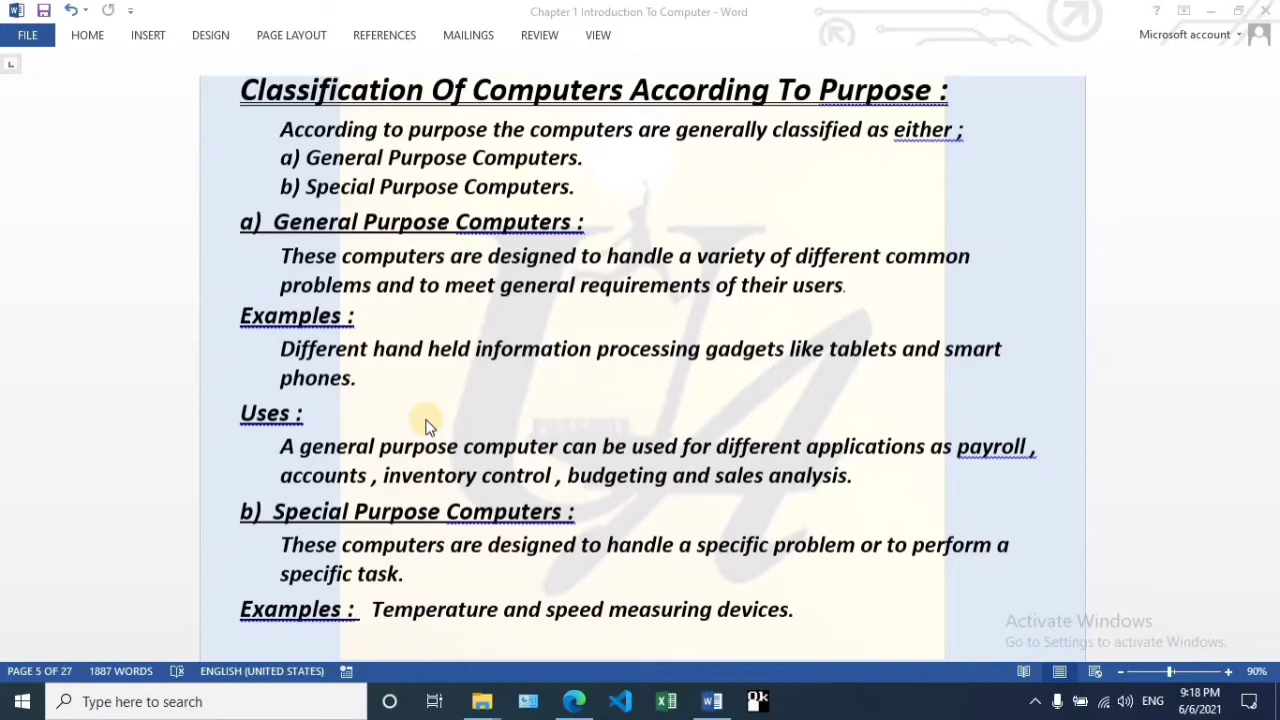 Chapter 1 Introduction To Computer - Word
?
FILE HOME INSERT DESIGN PAGE LAYOUT REFERENCES MAILINGS REVIEW VIEW Microsoft account
Classification Of Computers According To Purpose :
According to purpose the computers are generally classified as either ;
a) General Purpose Computers.
b) Special Purpose Computers.
a) General Purpose Computers :
These computers are designed to handle a variety of different common
problems and to meet general requirements of their users.
Examples :
Different hand held information processing gadgets like tablets and smart
phones.
Uses :
A general purpose computer can be used for different applications as payroll ,
accounts , inventory control , budgeting and sales analysis.
b) Special Purpose Computers :
These computers are designed to handle a specific problem or to perform a
specific task.
Examples : Temperature and speed measuring devices.
UA
POSSIBLE
Activate Windows
Go to Settings to activate Windows.
PAGE 5 OF 27 1887 WORDS ENGLISH (UNITED STATES) 90%
Type here to search
Ok
ENG
9:18 PM
6/6/2021